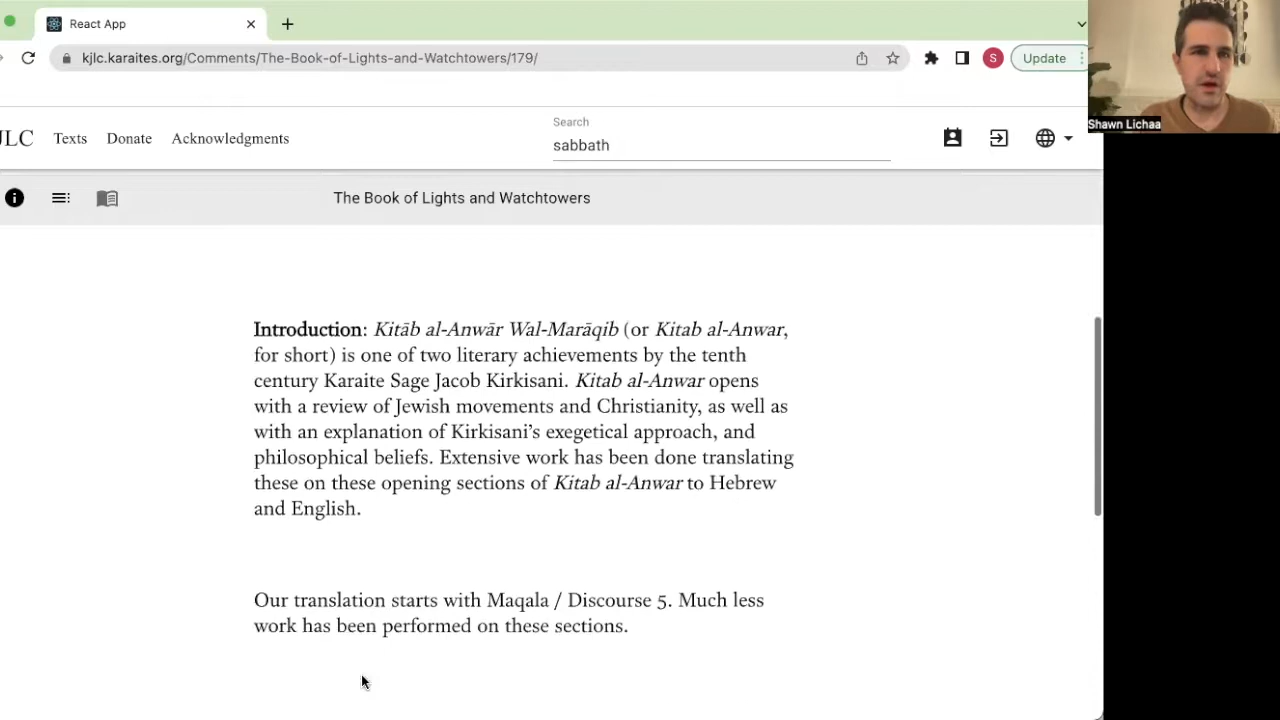 React App
kjlc.karaites.org/Comments/The-Book-of-Lights-and-Watchtowers/179/
S
Update
Shawn Lichaa
JLC
Texts
Donate
Acknowledgments
Search
sabbath
The Book of Lights and Watchtowers
Introduction: Kitāb al-Anwār Wal-Marāqib (or Kitab al-Anwar,
for short) is one of two literary achievements by the tenth
century Karaite Sage Jacob Kirkisani. Kitab al-Anwar opens
with a review of Jewish movements and Christianity, as well as
with an explanation of Kirkisani’s exegetical approach, and
philosophical beliefs. Extensive work has been done translating
these on these opening sections of Kitab al-Anwar to Hebrew
and English.
Our translation starts with Maqala / Discourse 5. Much less
work has been performed on these sections.